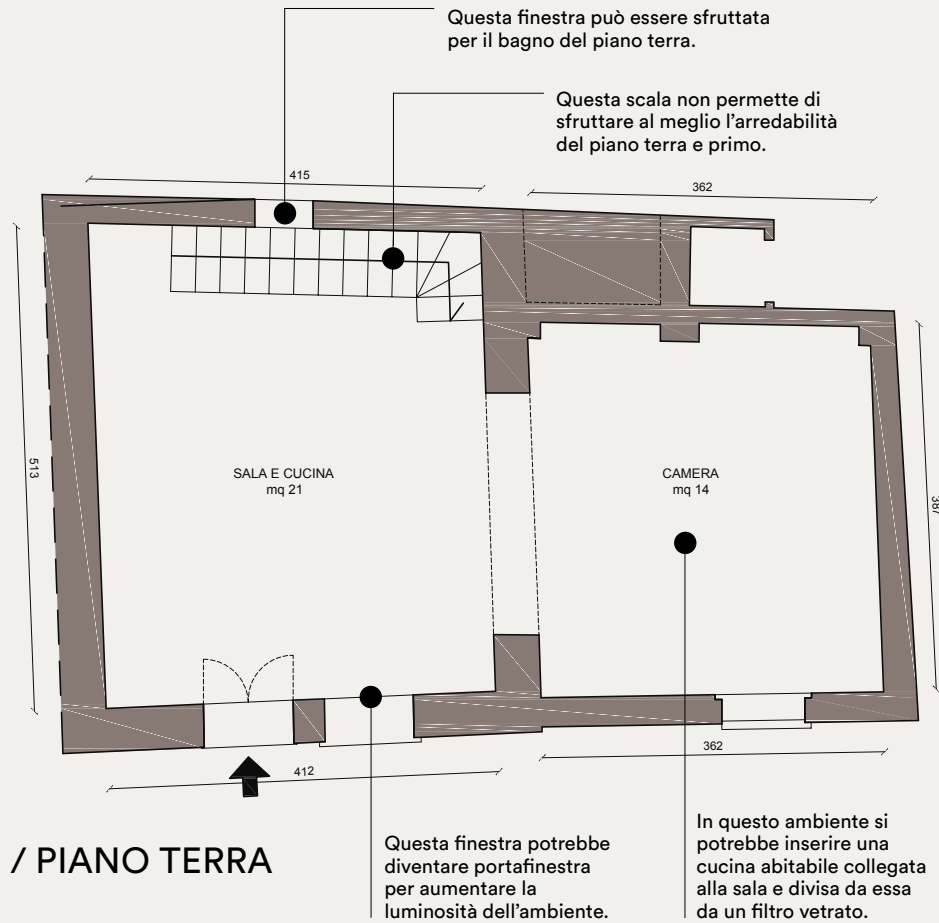 Questa finestra può essere sfruttata
per il bagno del piano terra.
Questa scala non permette di
sfruttare al meglio l’arredabilità
del piano terra e primo.
415
362
513
387
SALA E CUCINA
mq 21
CAMERA
mq 14
412
362
/ PIANO TERRA
Questa finestra potrebbe
diventare portafinestra
per aumentare la
luminosità dell’ambiente.
In questo ambiente si
potrebbe inserire una
cucina abitabile collegata
alla sala e divisa da essa
da un filtro vetrato.